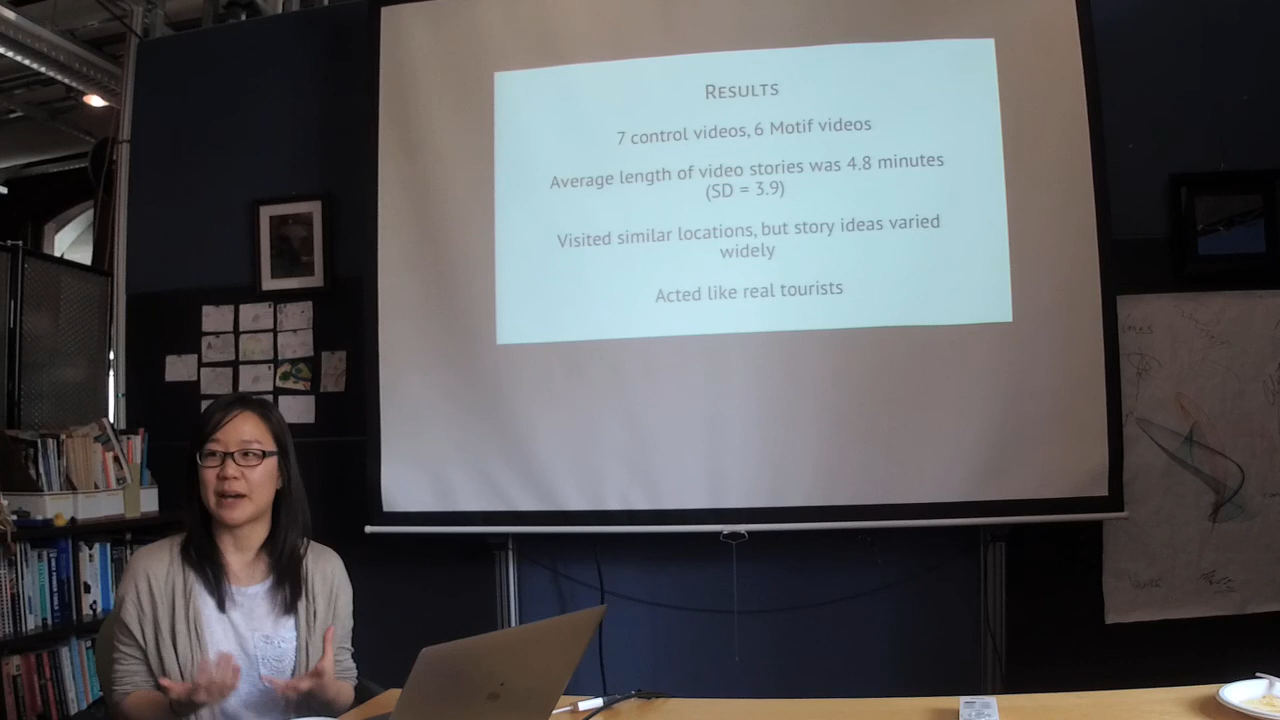 Results
7 control videos, 6 Motif videos
Average length of video stories was 4.8 minutes
(SD = 3.9)
Visited similar locations, but story ideas varied
widely
Acted like real tourists